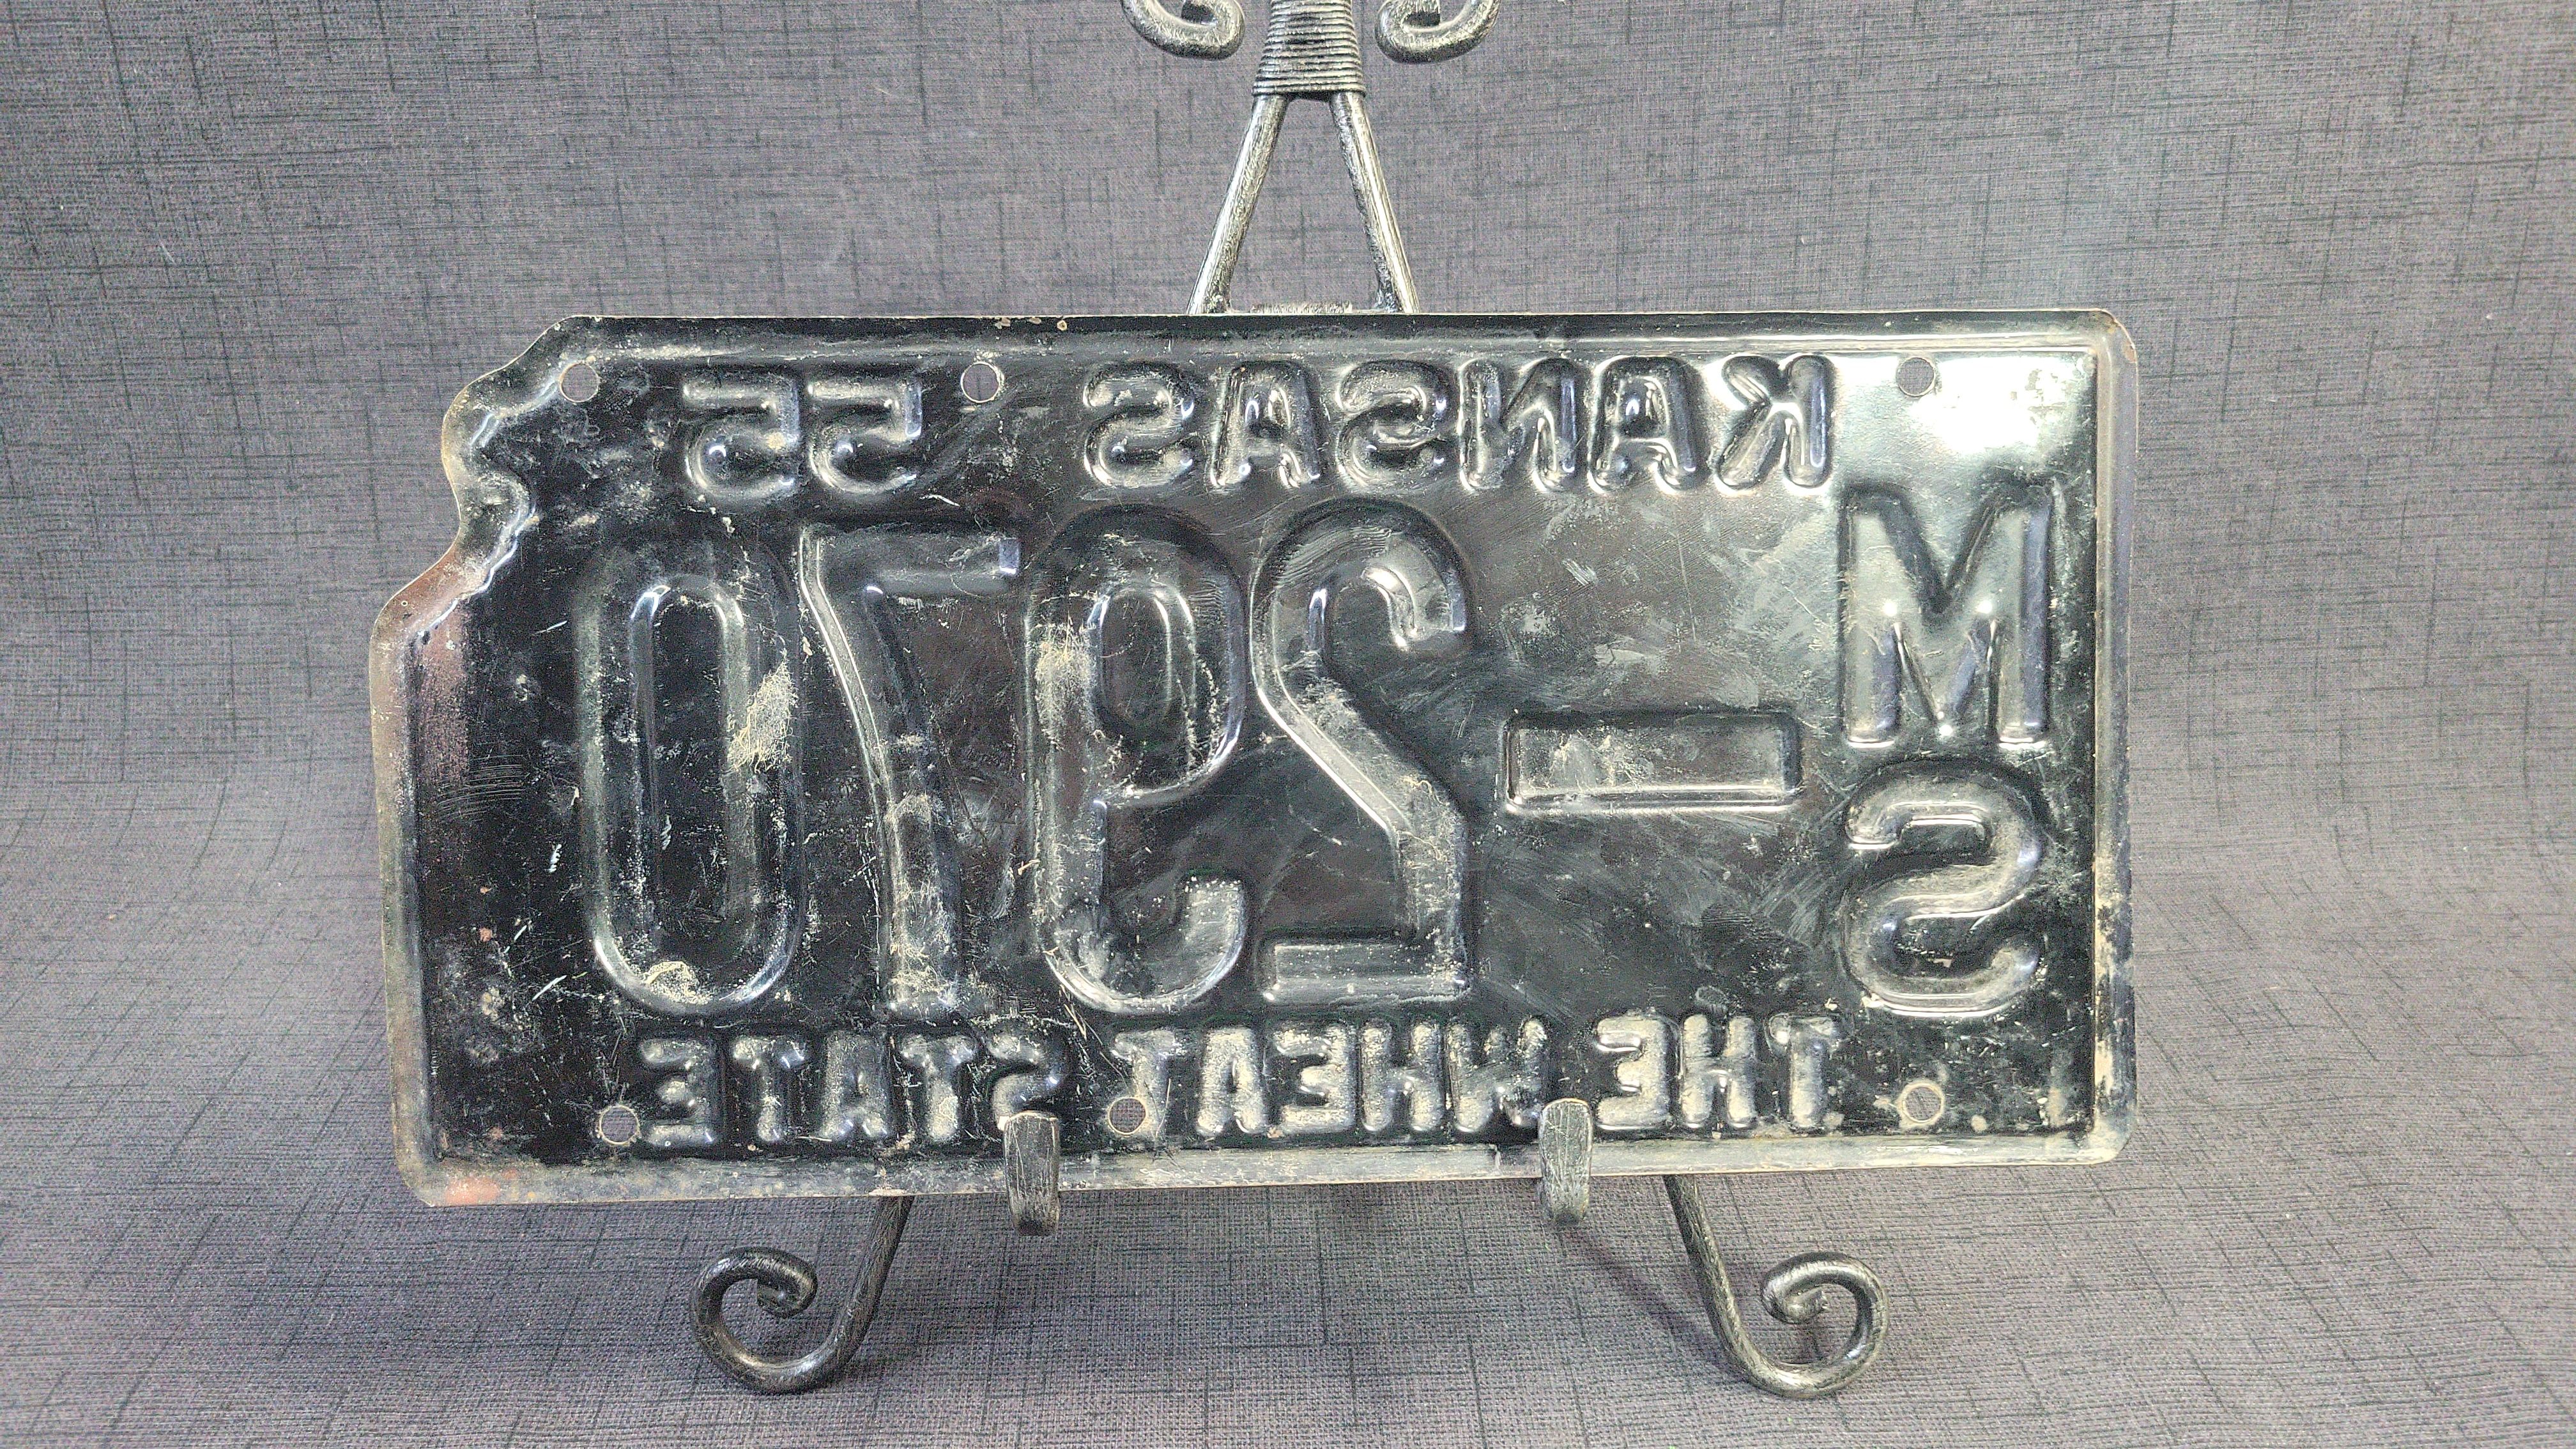 KANSAS 55
M
S - 2970
THE WHEAT STATE